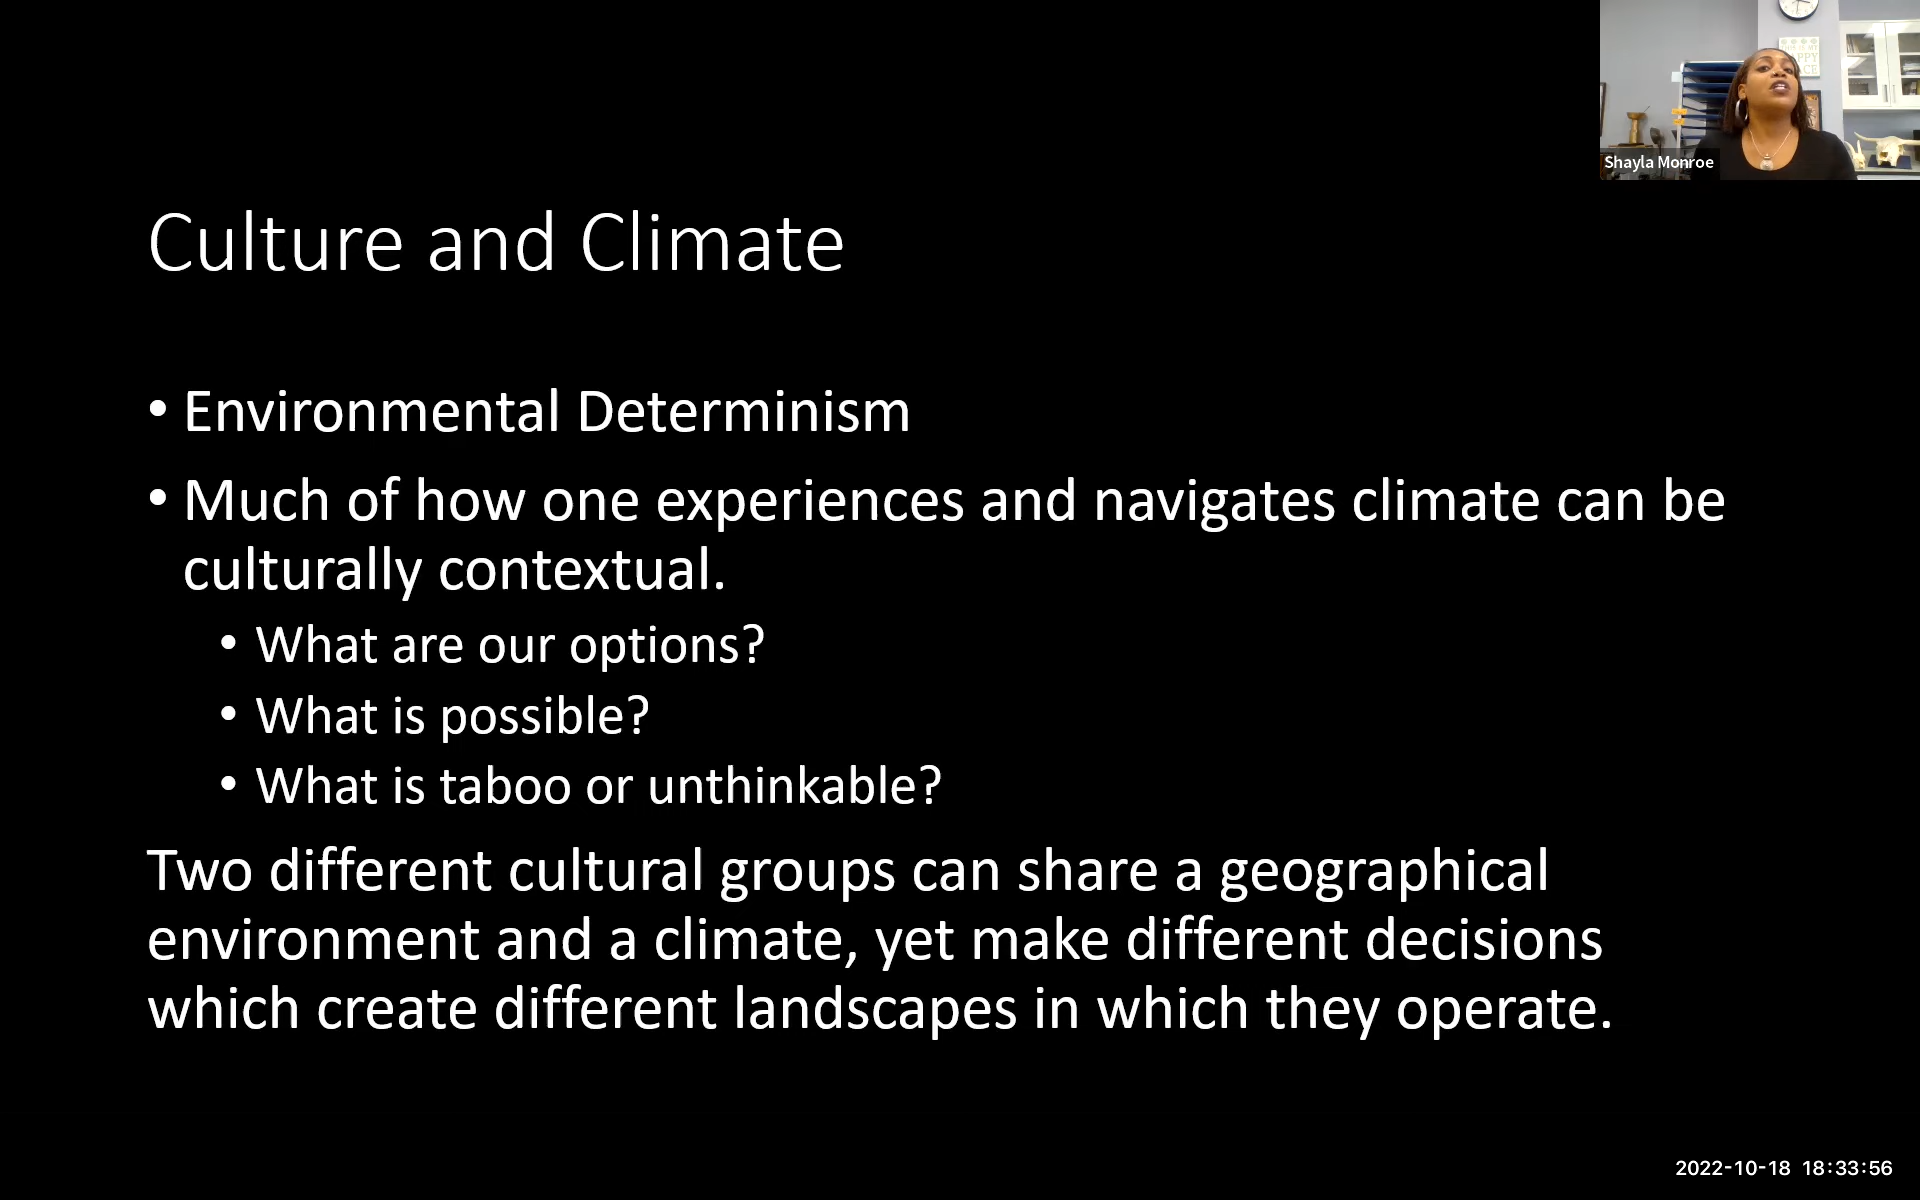 Shayla Monroe
Culture and Climate
• Environmental Determinism
• Much of how one experiences and navigates climate can be
culturally contextual.
• What are our options?
• What is possible?
• What is taboo or unthinkable?
Two different cultural groups can share a geographical
environment and a climate, yet make different decisions
which create different landscapes in which they operate.
2022-10-18 18:33:56